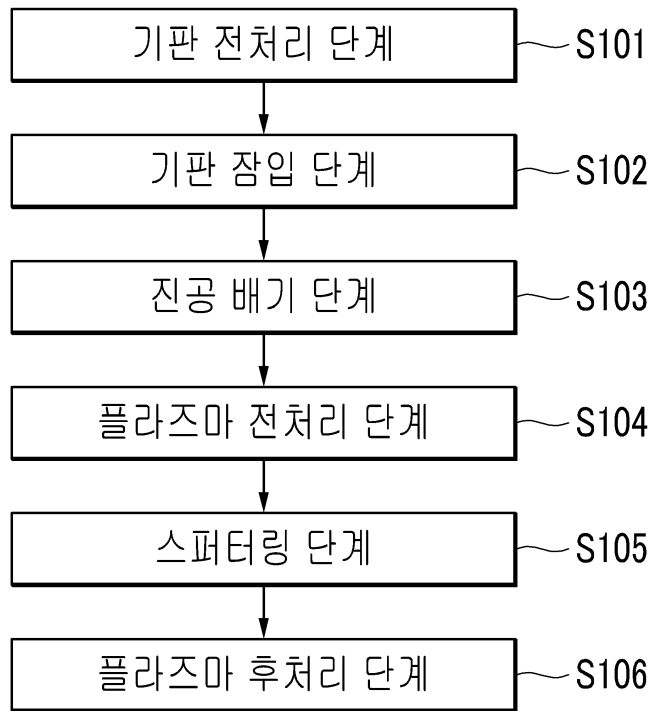 기판 전처리 단계 S101
기판 잠입 단계 S102
진공 배기 단계 S103
플라즈마 전처리 단계 S104
스퍼터링 단계 S105
플라즈마 후처리 단계 S106